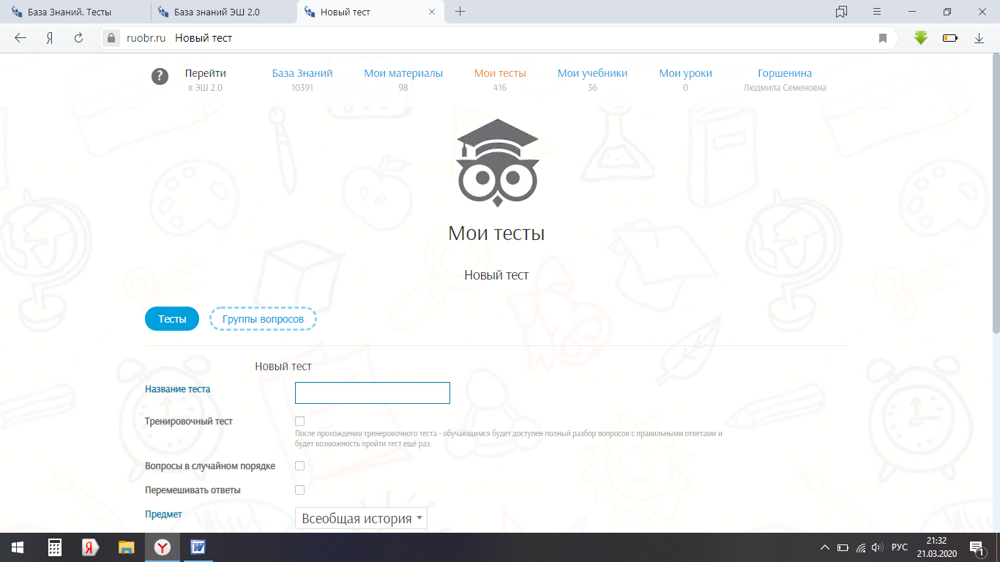 База Знаний. Тесты
База знаний ЭШ 2.0
Новый тест
Я
ruobr.ru Новый тест
?
Перейти
в ЭШ 2.0
База Знаний
10391
Мои материалы
98
Мои тесты
416
Мои учебники
36
Мои уроки
0
Горшенина
Людмила Семеновна
Мои тесты
Новый тест
Тесты
Группы вопросов
Новый тест
Название теста
Тренировочный тест
После прохождения тренеровочного теста - обучающимся будет доступен полный разбор вопросов с правильными ответами и
будет возможность пройти тест ещё раз.
Вопросы в случайном порядке
Перемешивать ответы
Предмет
Всеобщая история
Я
Y
W
РУС
21:32
21.03.2020
1